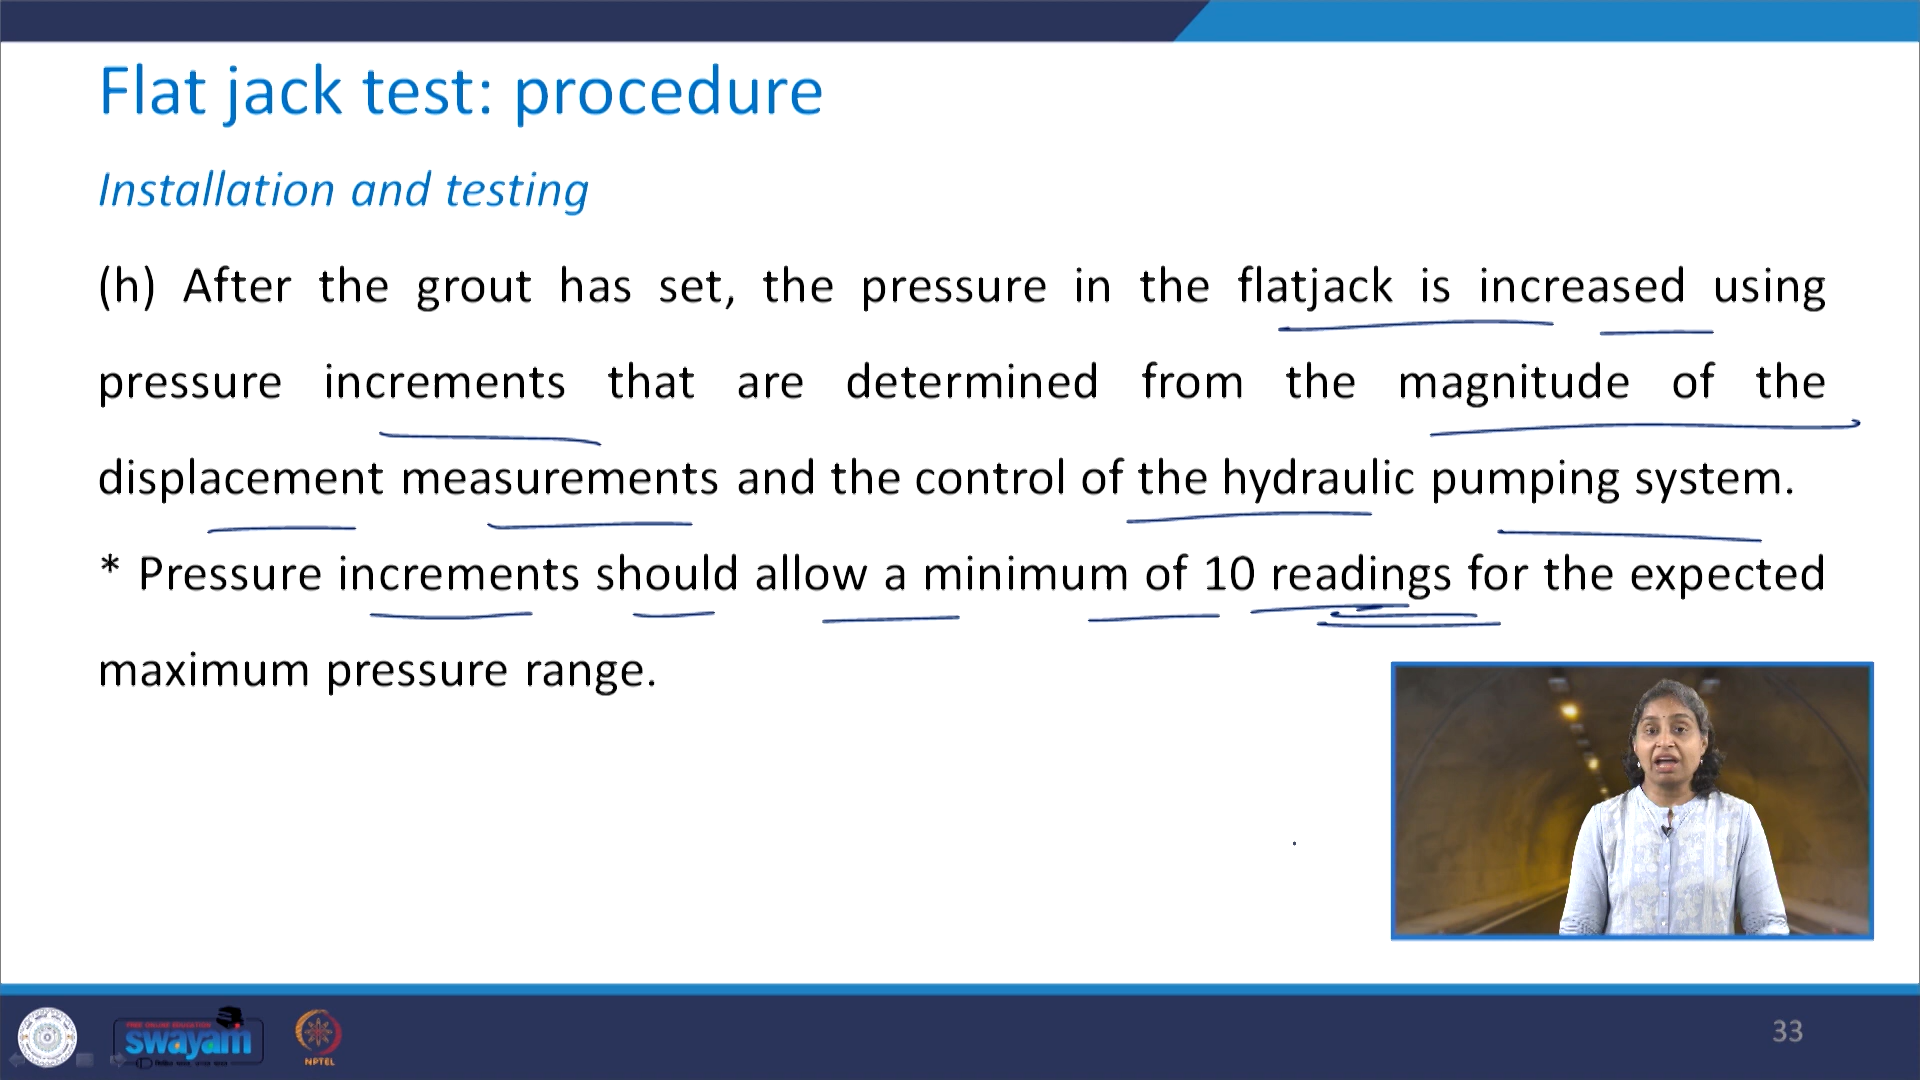 Flat jack test: procedure
Installation and testing
(h) After the grout has set, the pressure in the flatjack is increased using
pressure increments that are determined from the magnitude of the
displacement measurements and the control of the hydraulic pumping system.
* Pressure increments should allow a minimum of 10 readings for the expected
maximum pressure range.
FREE ONLINE EDUCATION
swayam
NPTEL
33